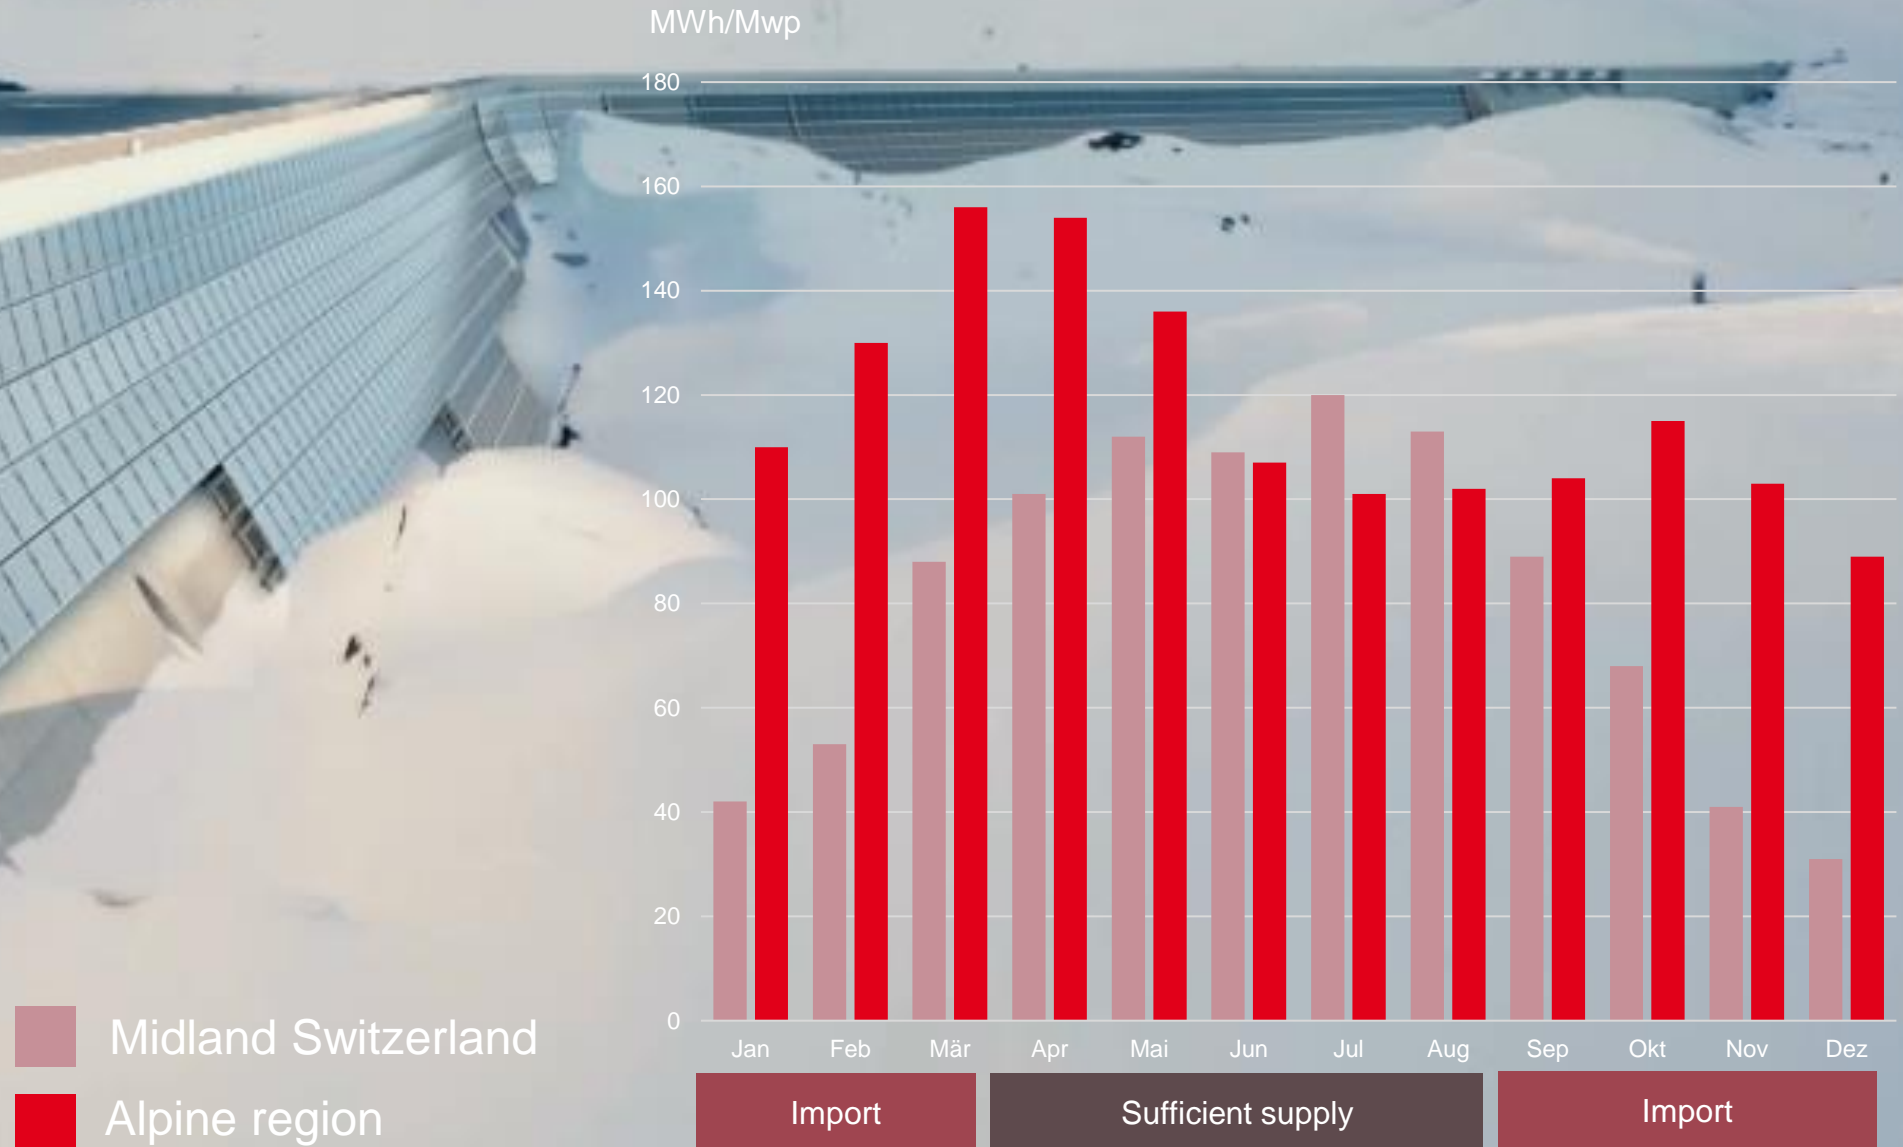 MWh/Mwp
180
160
140
120
100
80
60
40
20
0
Jan Feb Mär Apr Mai Jun Jul Aug Sep Okt Nov Dez
Import Sufficient supply Import
Midland Switzerland
Alpine region